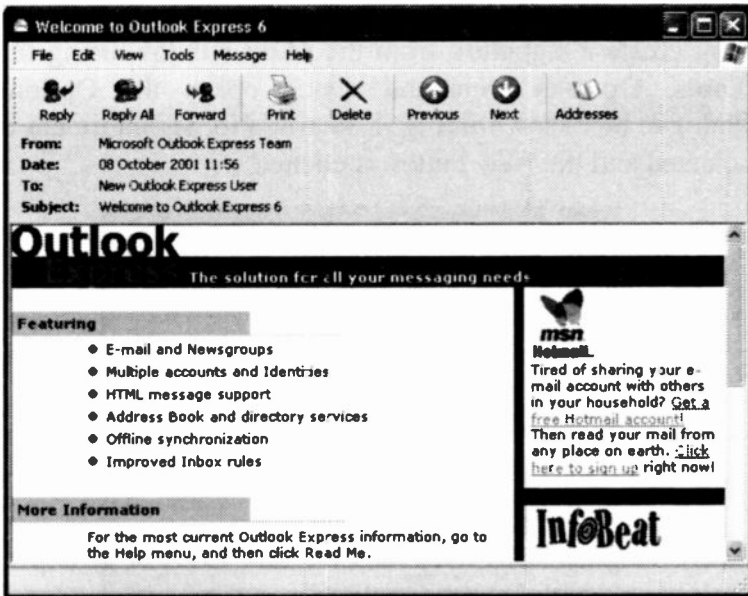 Welcome to Outlook Express 6
File Edit View Tools Message Help
Reply Reply All Forward Print Delete Previous Next Addresses
From: Microsoft Outlook Express Team
Date: 08 October 2001 11:56
To: New Outlook Express User
Subject: Welcome to Outlook Express 6
Outlook
Express
The solution for all your messaging needs
Featuring
E-mail and Newsgroups
Multiple accounts and Identities
HTML message support
Address Book and directory services
Offline synchronization
Improved Inbox rules
More Information
For the most current Outlook Express information, go to
the Help menu, and then click Read Me.
msn
Hotmail
Tired of sharing your e-
mail account with others
in your household? Get a
free Hotmail account!
Then read your mail from
any place on earth. Click
here to sign up right now!
InfoBeat